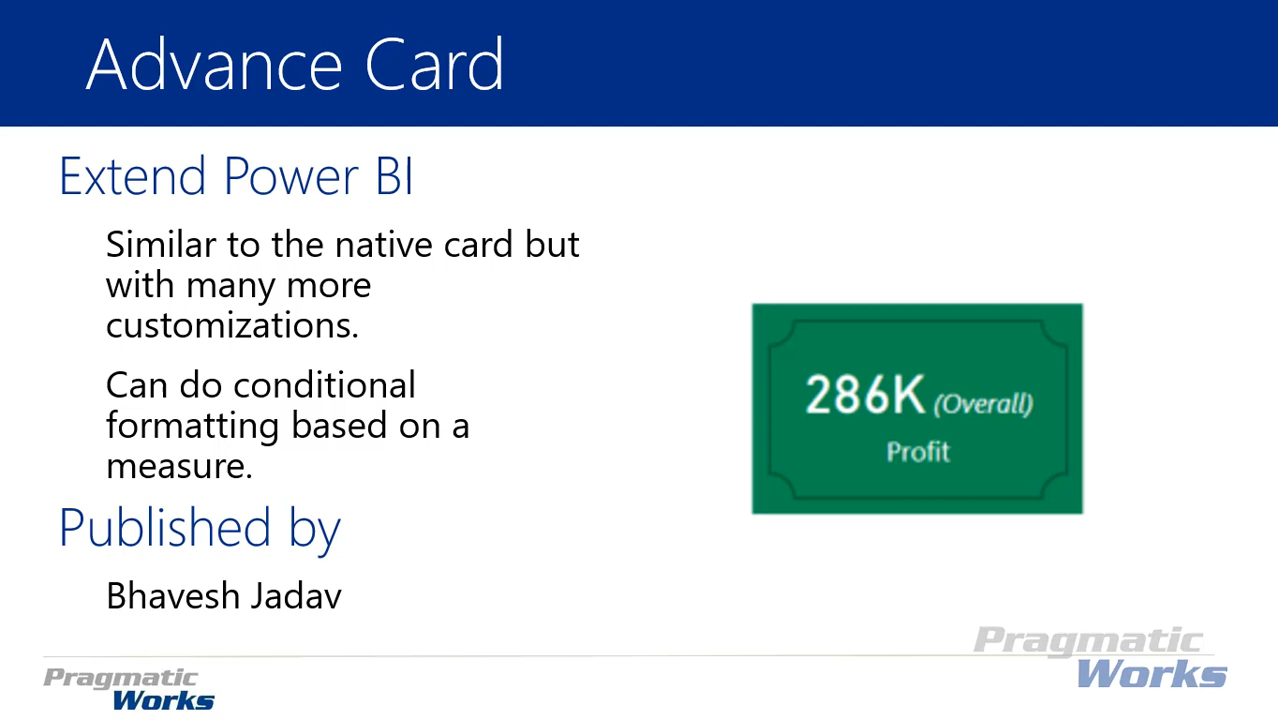 Advance Card
Extend Power BI
Similar to the native card but
with many more
customizations.
Can do conditional
formatting based on a
measure.
Published by
Bhavesh Jadav
286K (Overall)
Profit
Pragmatic
Works
Pragmatic
Works